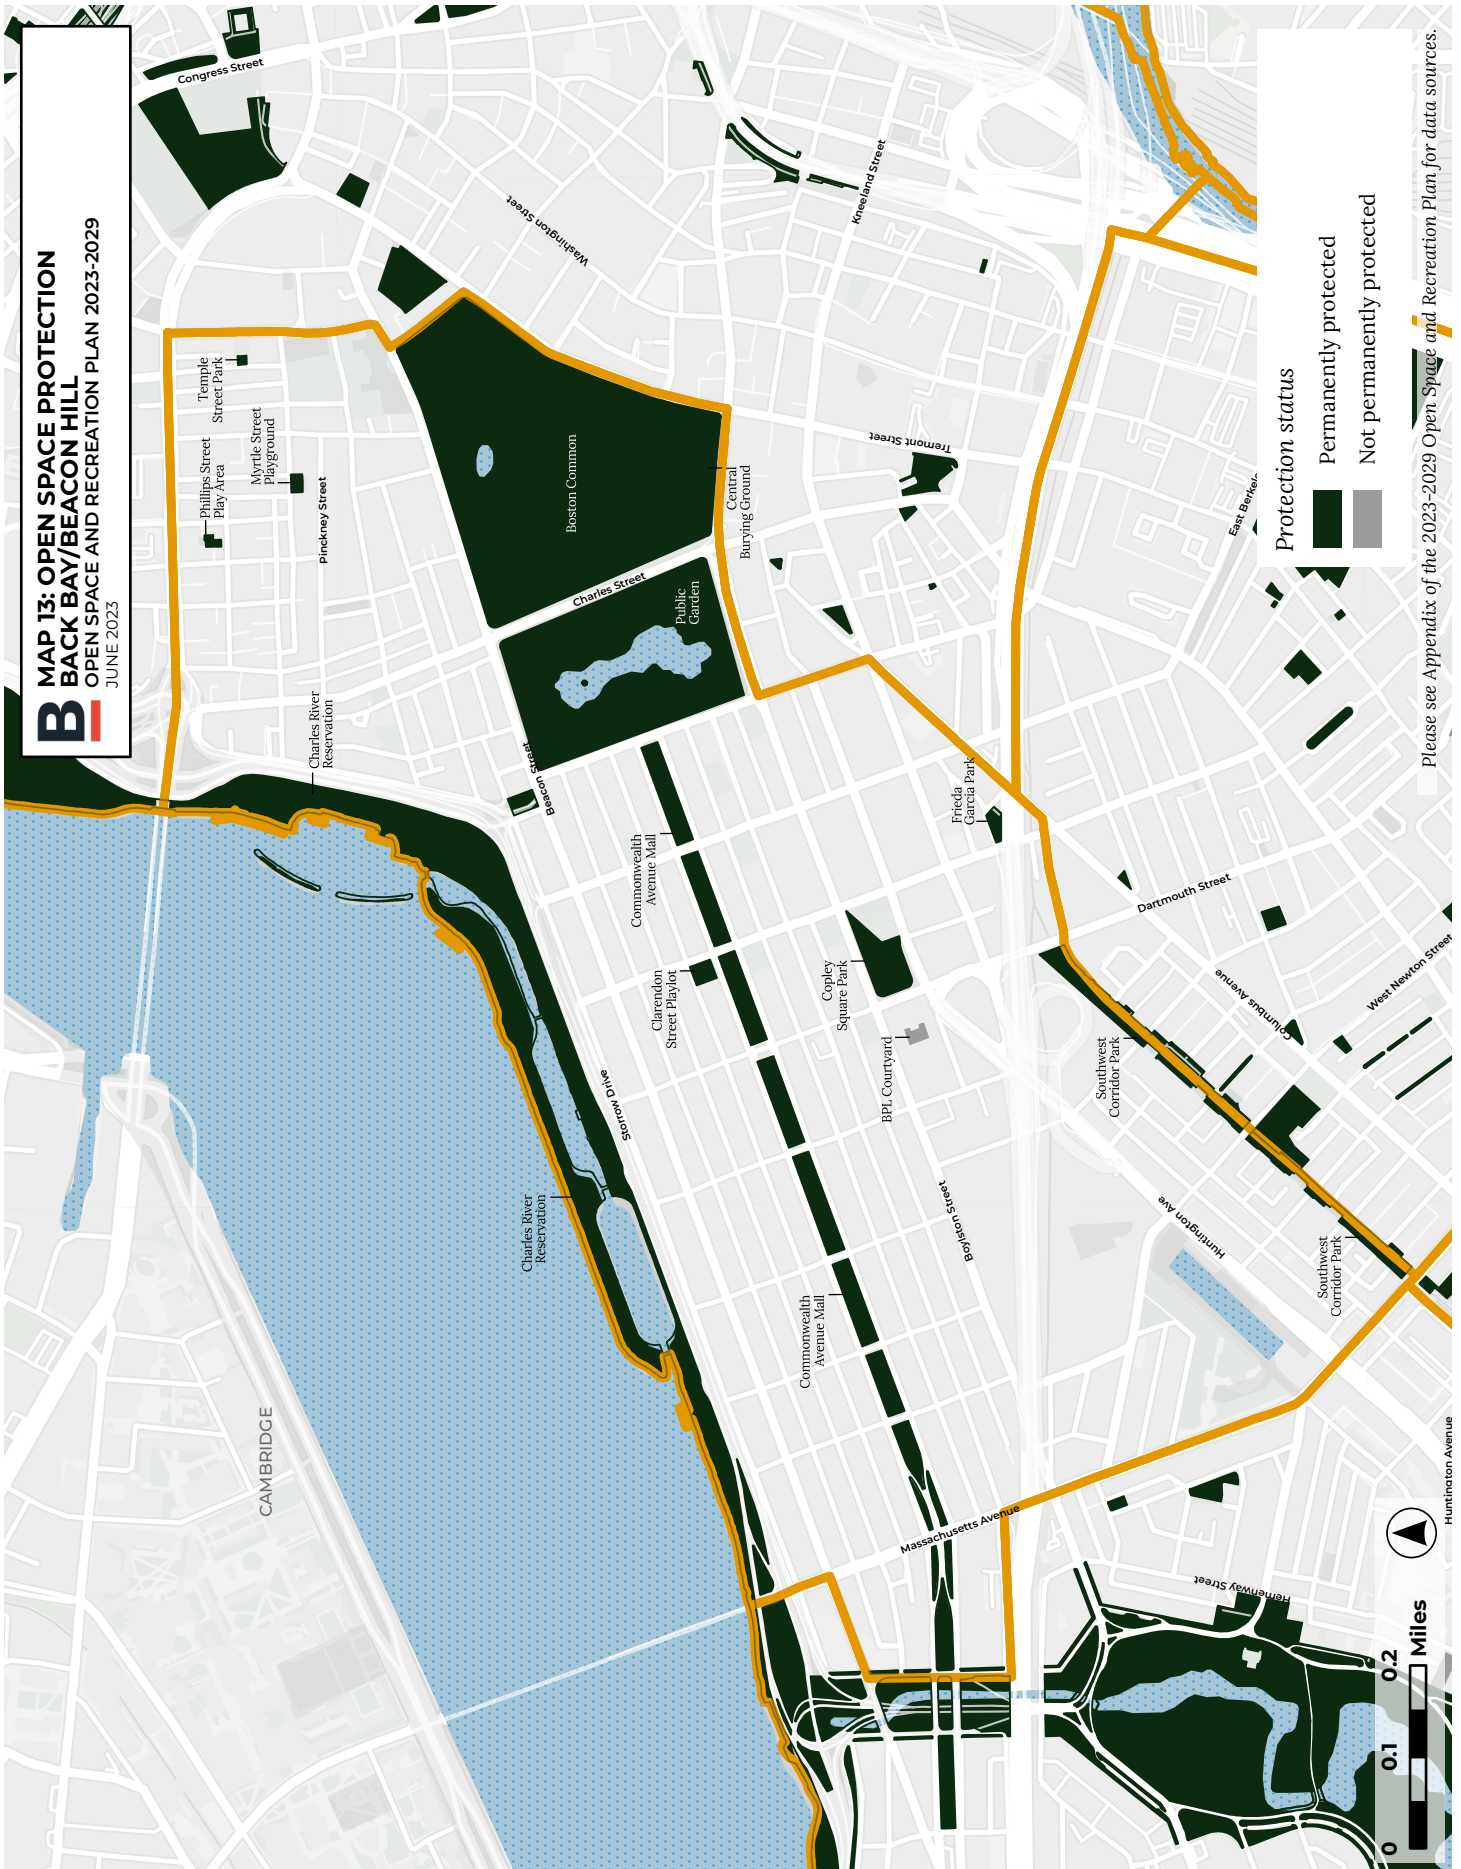 B
MAP 13: OPEN SPACE PROTECTION
BACK BAY/BEACON HILL
OPEN SPACE AND RECREATION PLAN 2023-2029
JUNE 2023
Congress Street
Washington Street
Kneeland Street
Temple
Street Park
Phillips Street
Play Area
Myrtle Street
Playground
Pinckney Street
Boston Common
Central
Burying Ground
Tremont Street
Charles Street
Public
Garden
Charles River
Reservation
Beacon Street
Commonwealth
Avenue Mall
Frieda
Garcia Park
Dartmouth Street
Clarendon
Street Playlot
Copley
Square Park
BPL Courtyard
Columbus Avenue
West Newton Street
Southwest
Corridor Park
Storrow Drive
Charles River
Reservation
Boylston Street
Huntington Ave
Southwest
Corridor Park
Commonwealth
Avenue Mall
CAMBRIDGE
Massachusetts Avenue
Hemenway Street
Huntington Avenue
East Berkele
Protection status
Permanently protected
Not permanently protected
Please see Appendix of the 2023-2029 Open Space and Recreation Plan for data sources.
0 0.1 0.2
Miles